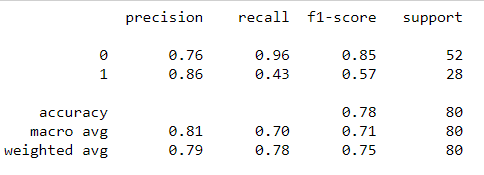 precision recall f1-score support
0 0.76 0.96 0.85 52
1 0.86 0.43 0.57 28
accuracy 0.78 80
macro avg 0.81 0.70 0.71 80
weighted avg 0.79 0.78 0.75 80